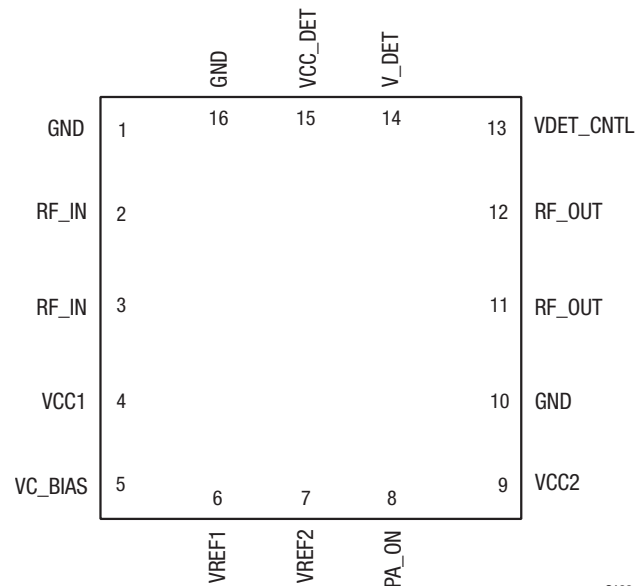 GND
VCC_DET
V_DET
16
15
14
GND
1
13
VDET_CNTL
RF_IN
2
12
RF_OUT
RF_IN
3
11
RF_OUT
VCC1
4
10
GND
VC_BIAS
5
9
VCC2
6
7
8
VREF1
VREF2
PA_ON